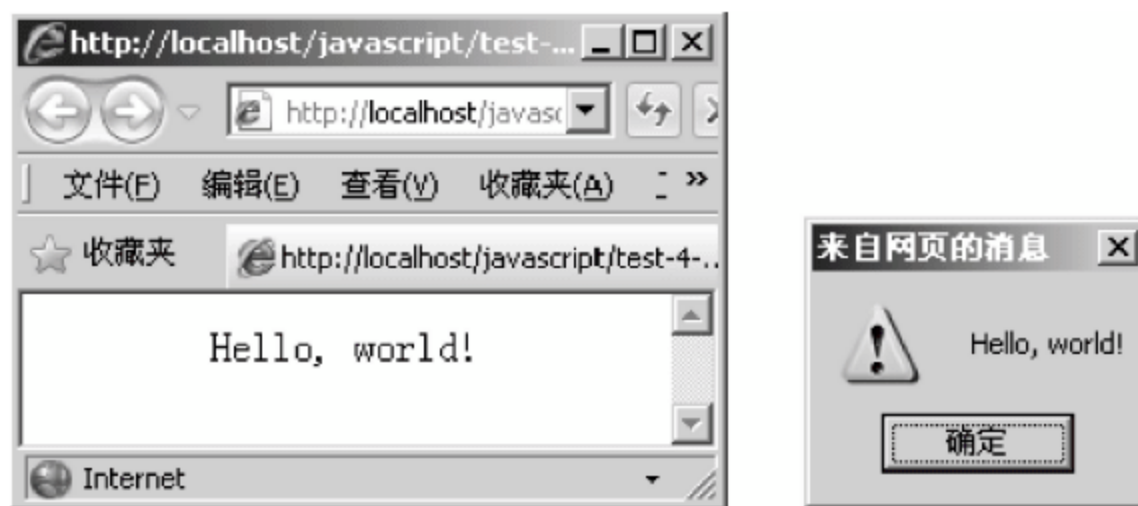 http://localhost/javascript/test-...
http://localhost/javasc
文件(F) 编辑(E) 查看(V) 收藏夹(A) »
收藏夹 http://localhost/javascript/test-4-..
Hello, world!
Internet
来自网页的消息
Hello, world!
确定